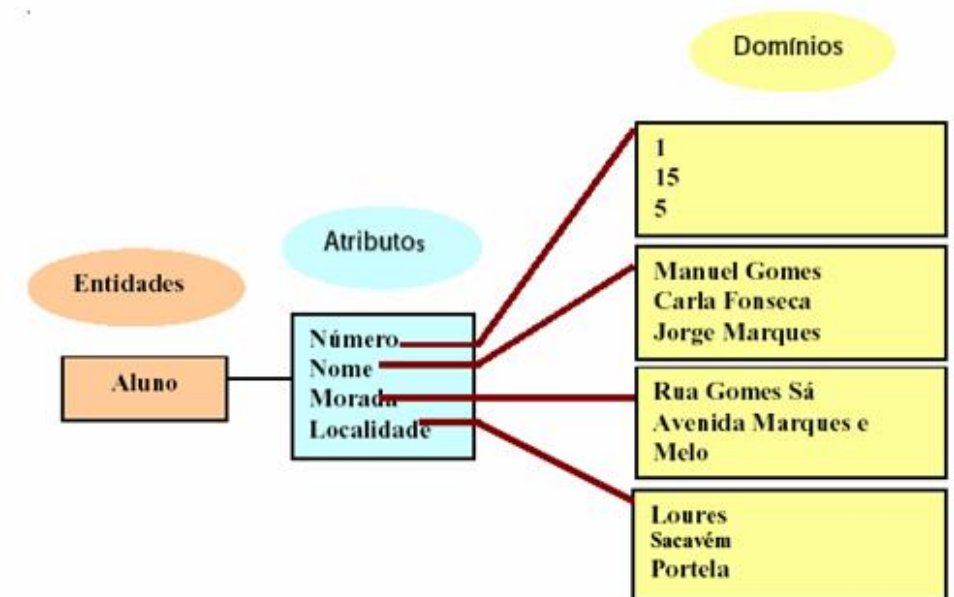 Domínios
1
15
5
Atributos
Entidades
Manuel Gomes
Carla Fonseca
Jorge Marques
Número
Nome
Morada
Localidade
Aluno
Rua Gomes Sá
Avenida Marques e
Melo
Loures
Sacavém
Portela